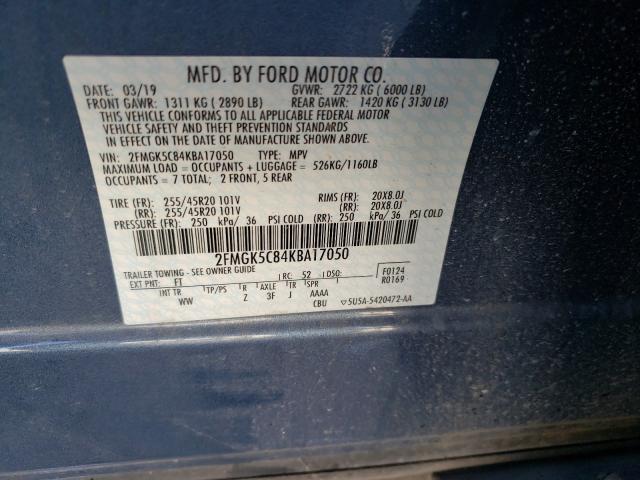 MFD. BY FORD MOTOR CO.
DATE: 03/19 GVWR: 2722 KG ( 6000 LB)
FRONT GAWR: 1311 KG ( 2890 LB) REAR GAWR: 1420 KG ( 3130 LB)
THIS VEHICLE CONFORMS TO ALL APPLICABLE FEDERAL MOTOR
VEHICLE SAFETY AND THEFT PREVENTION STANDARDS
IN EFFECT ON THE DATE OF MANUFACTURE SHOWN ABOVE.
VIN: 2FMGK5C84KBA17050 TYPE: MPV
MAXIMUM LOAD = OCCUPANTS + LUGGAGE = 526KG/1160LB
OCCUPANTS = 7 TOTAL; 2 FRONT, 5 REAR
TIRE (FR): 255/45R20 101V RIMS (FR): 20X8.0J
(RR): 255/45R20 101V (RR): 20X8.0J
PRESSURE (FR): 250 kPa/ 36 PSI COLD (RR): 250 kPa/ 36 PSI COLD
2FMGK5C84KBA17050
TRAILER TOWING - SEE OWNER GUIDE
EXT PNT: FT RC: 52 DSO: F0124
INT TR TP/PS R AXLE TR SPR R0169
WW Z 3F J AAAA
CBU 5U5A-5420472-AA